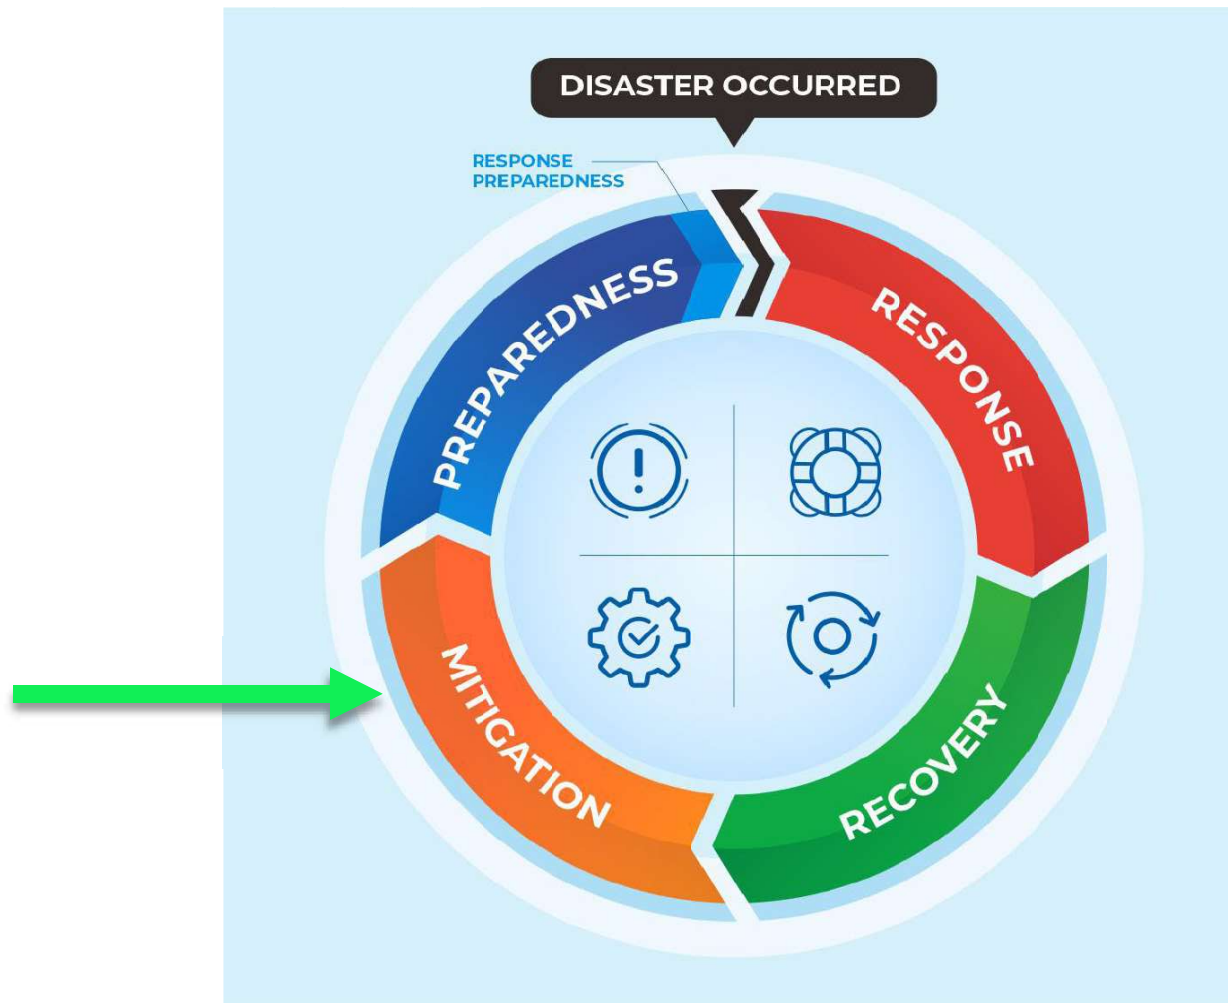 DISASTER OCCURRED
RESPONSE
PREPAREDNESS
PREPAREDNESS
RESPONSE
MITIGATION
RECOVERY